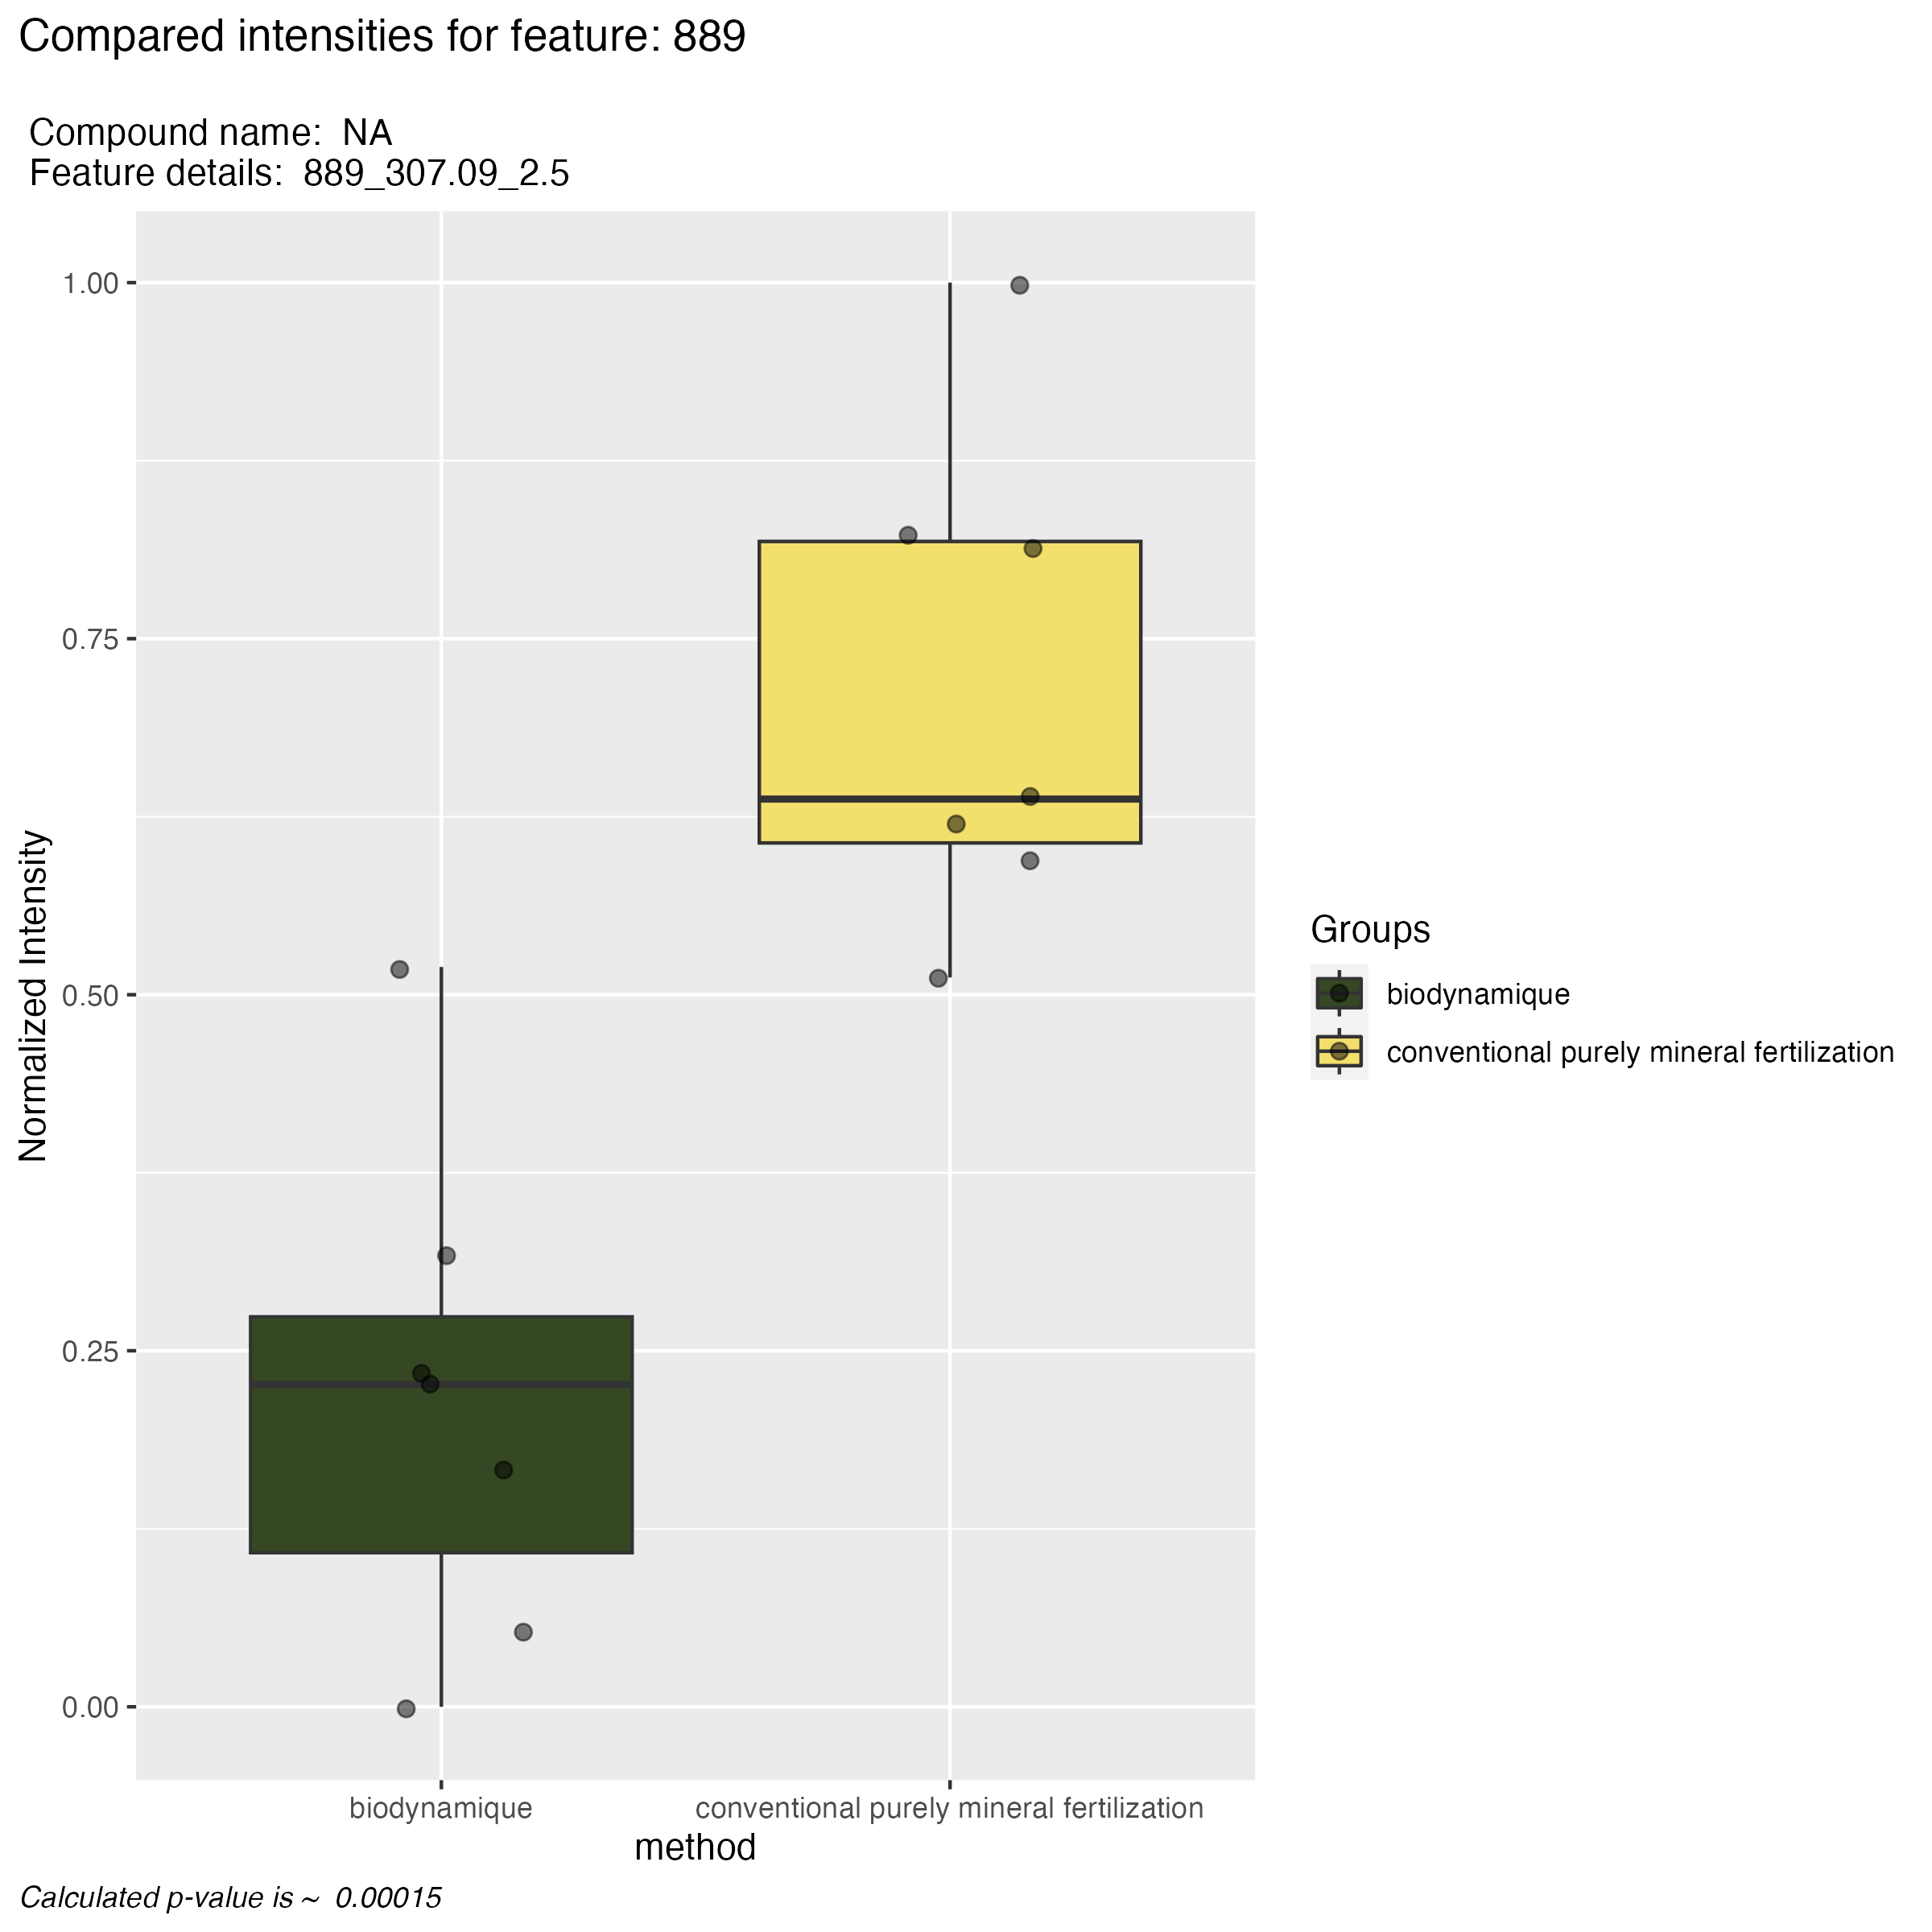 Compared intensities for feature: 889
Compound name:  NA
Feature details:  889_307.09_2.5
1.00
0.75
0.50
0.25
0.00
Normalized Intensity
biodynamique
conventional purely mineral fertilization
method
Groups
biodynamique
conventional purely mineral fertilization
Calculated p-value is ~  0.00015